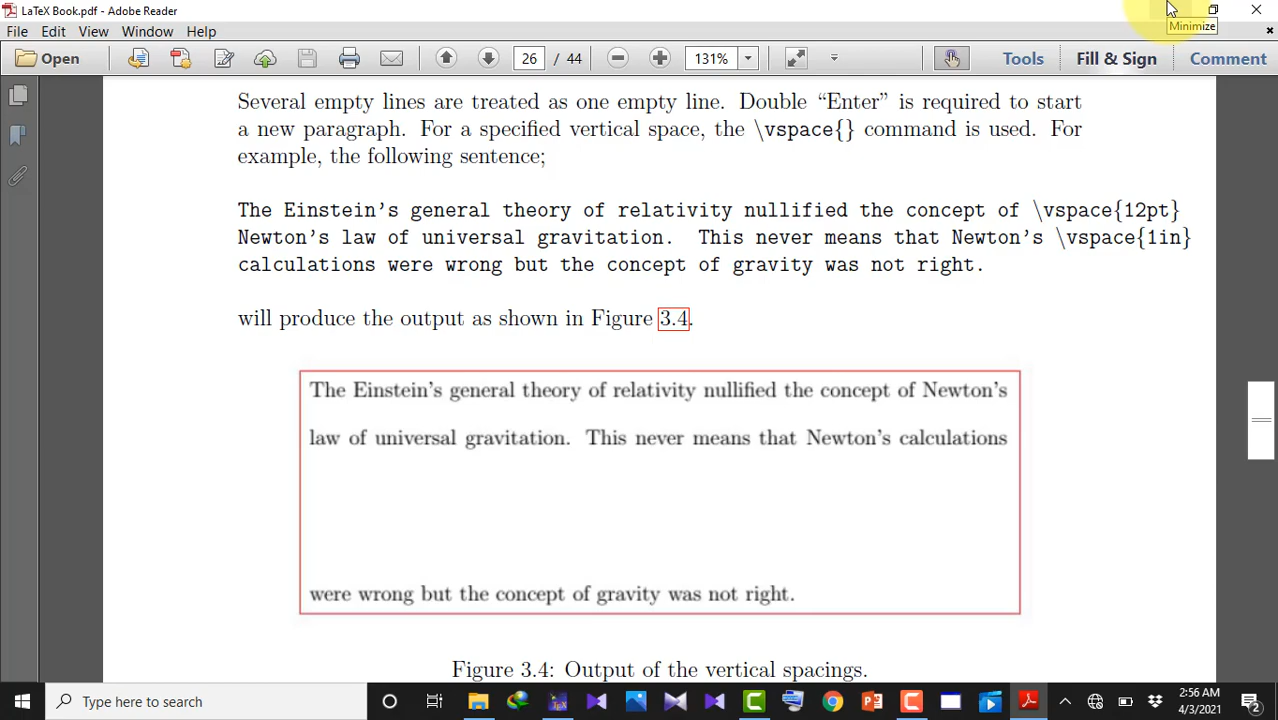 LaTeX Book.pdf - Adobe Reader
Minimize
File Edit View Window Help
Open 26 / 44 131% Tools Fill & Sign Comment
Several empty lines are treated as one empty line. Double “Enter” is required to start
a new paragraph. For a specified vertical space, the \vspace{} command is used. For
example, the following sentence;
The Einstein's general theory of relativity nullified the concept of \vspace{12pt}
Newton's law of universal gravitation. This never means that Newton's \vspace{1in}
calculations were wrong but the concept of gravity was not right.
will produce the output as shown in Figure 3.4.
The Einstein's general theory of relativity nullified the concept of Newton's
law of universal gravitation. This never means that Newton's calculations
were wrong but the concept of gravity was not right.
Figure 3.4: Output of the vertical spacings.
Type here to search
2:56 AM
4/3/2021
2